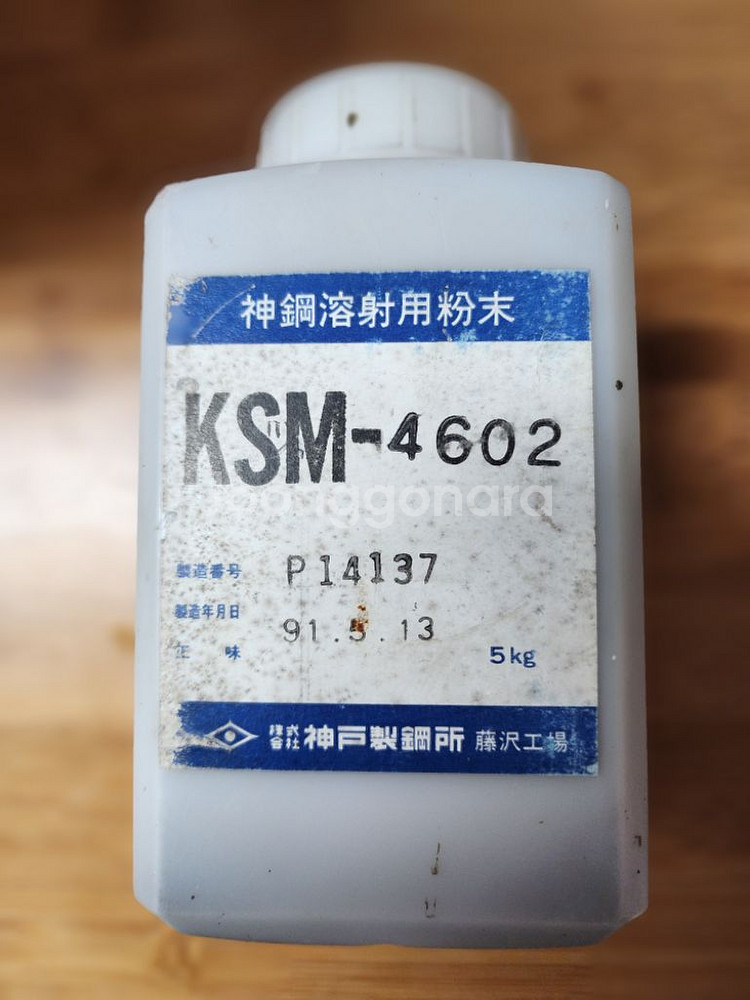 神鋼溶射用粉末
KSM-4602
joonggonara
製造番号 P14137
製造年月日 91.5.13
正味 5kg
株式会社 神戸製鋼所 藤沢工場